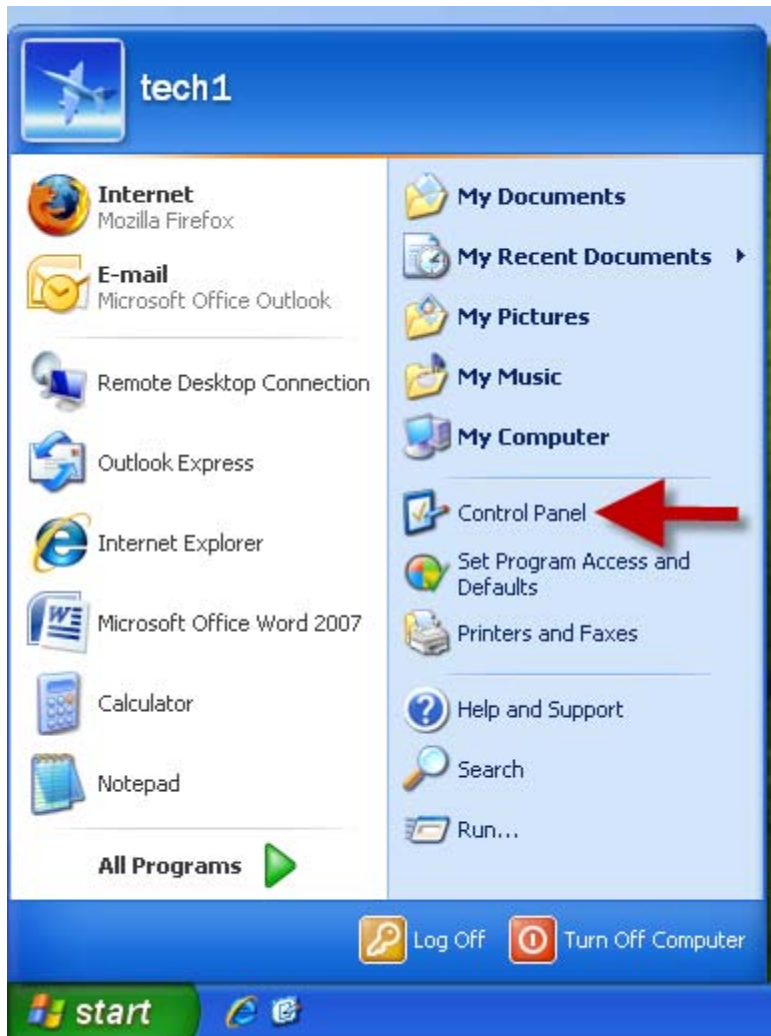 tech1
Internet
Mozilla Firefox
E-mail
Microsoft Office Outlook
Remote Desktop Connection
Outlook Express
Internet Explorer
Microsoft Office Word 2007
Calculator
Notepad
All Programs
My Documents
My Recent Documents
My Pictures
My Music
My Computer
Control Panel
Set Program Access and
Defaults
Printers and Faxes
Help and Support
Search
Run...
Log Off
Turn Off Computer
start